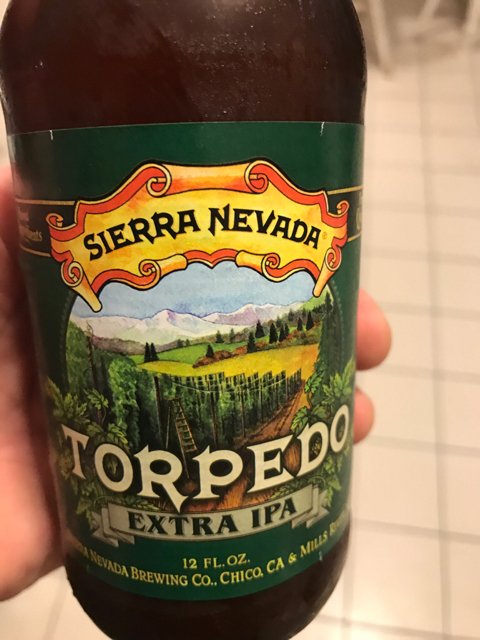 SIERRA NEVADA
TORPEDO
EXTRA IPA
12 FL. OZ.
NEVADA BREWING CO., CHICO, CA & MILLS